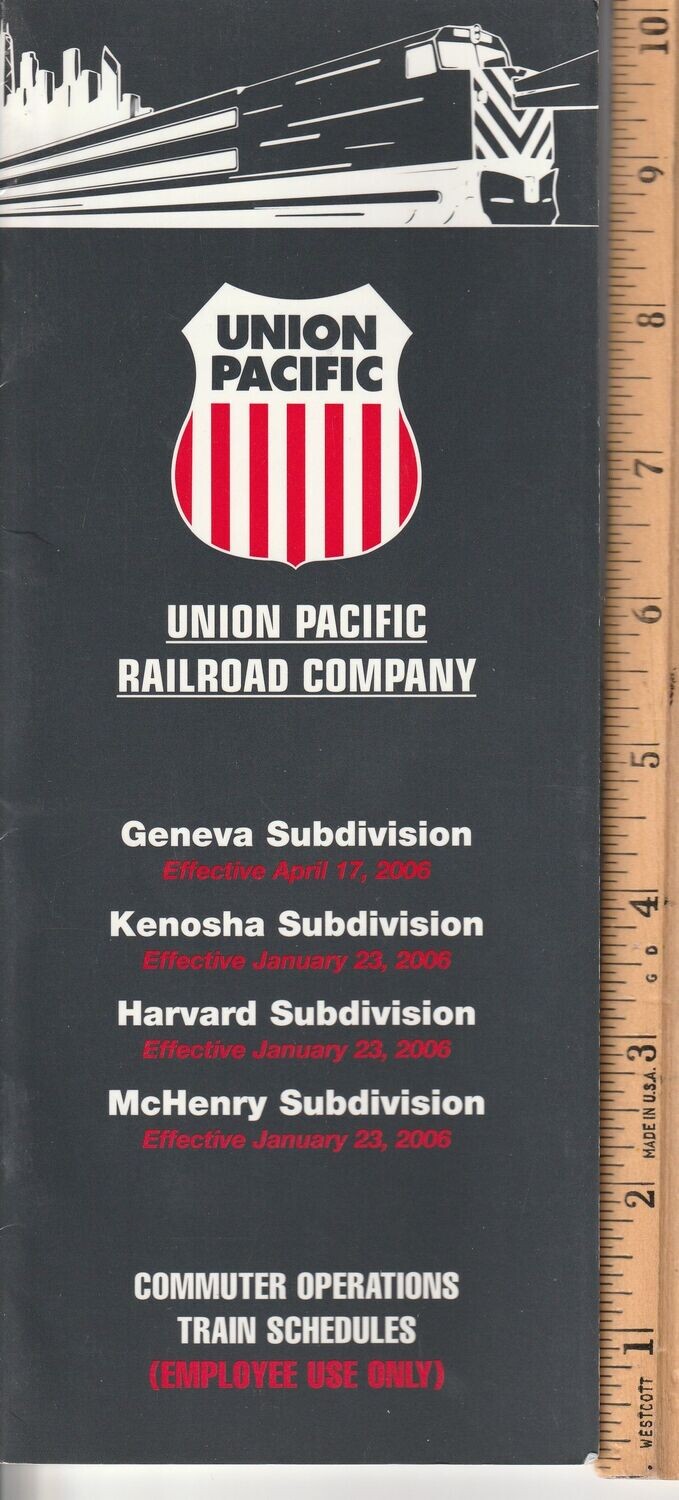 UNION
PACIFIC
UNION PACIFIC
RAILROAD COMPANY
Geneva Subdivision
Effective April 17, 2006
Kenosha Subdivision
Effective January 23, 2006
Harvard Subdivision
Effective January 23, 2006
McHenry Subdivision
Effective January 23, 2006
COMMUTER OPERATIONS
TRAIN SCHEDULES
(EMPLOYEE USE ONLY)
10
9
8
7
6
5
4
G D
3
MADE IN U.S.A.
2
1
WESTCOTT